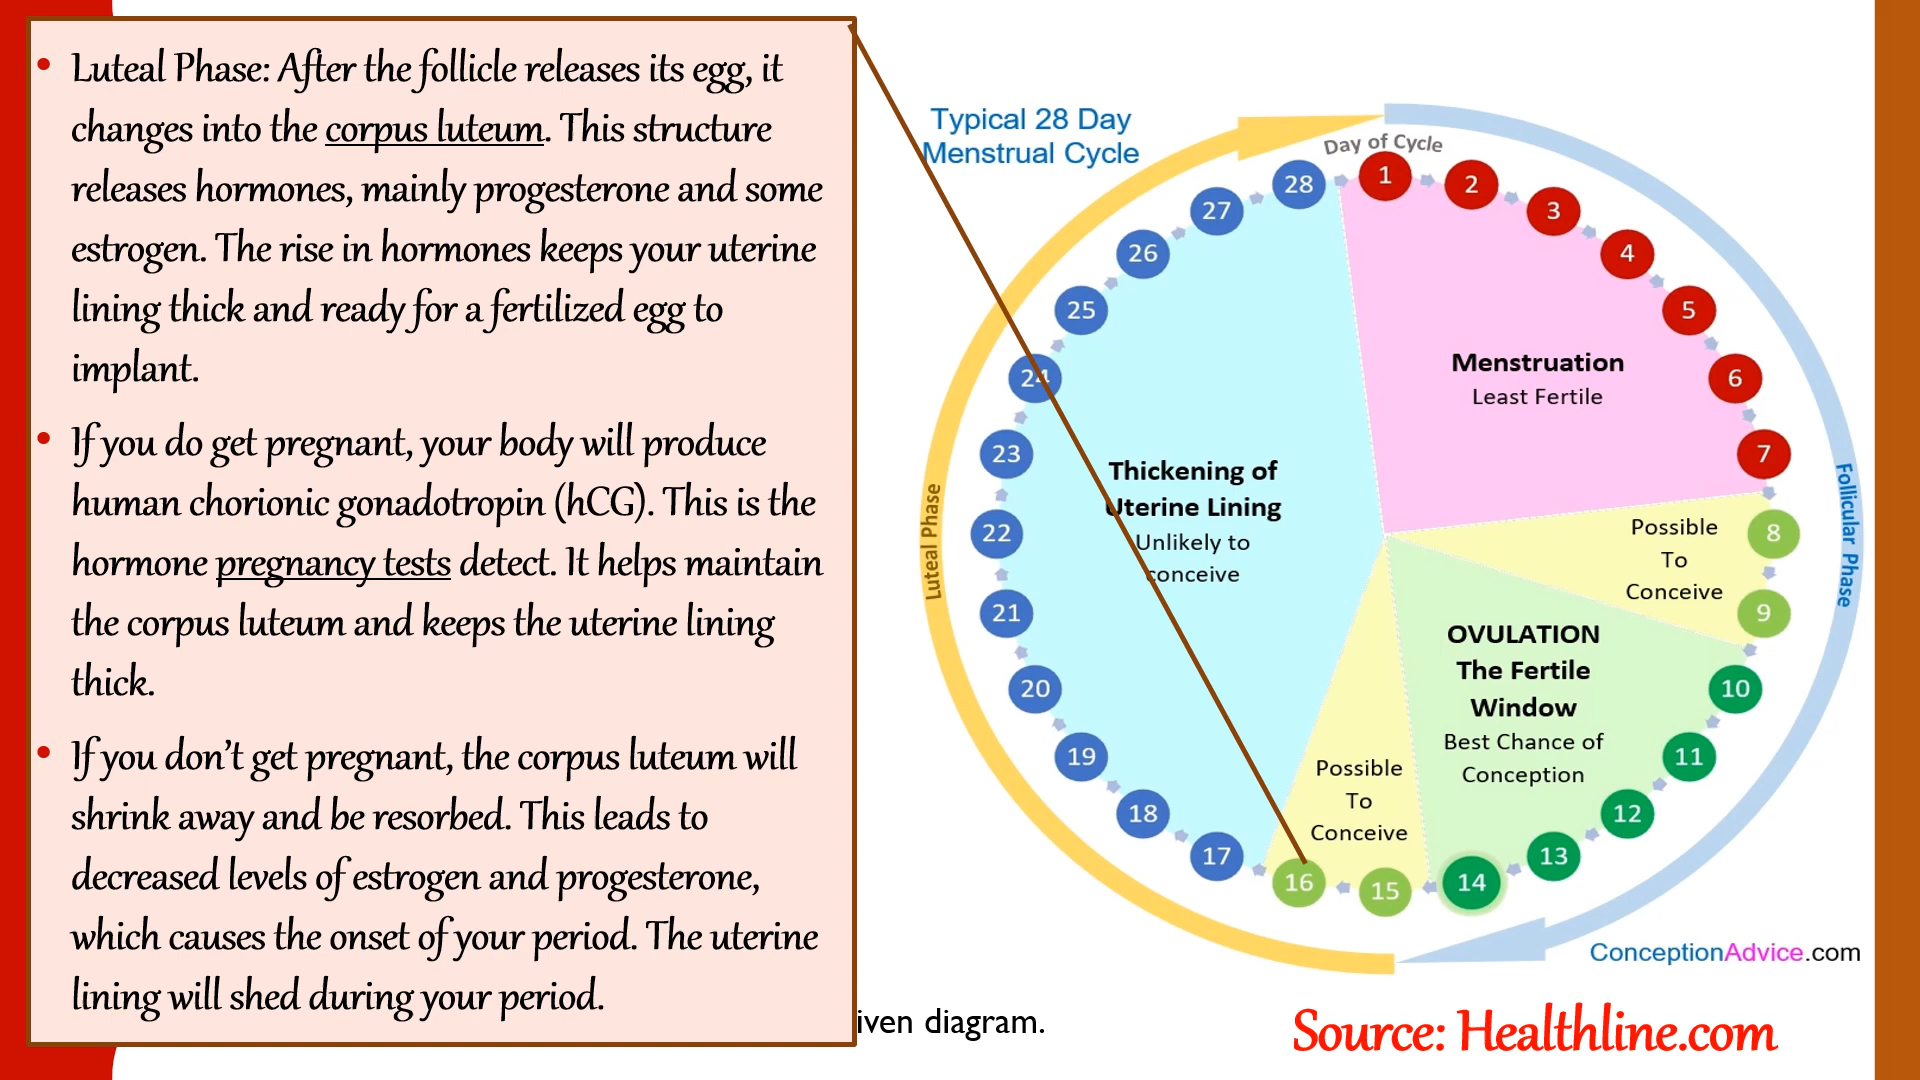 Luteal Phase: After the follicle releases its egg, it
changes into the corpus luteum. This structure
releases hormones, mainly progesterone and some
estrogen. The rise in hormones keeps your uterine
lining thick and ready for a fertilized egg to
implant.
If you do get pregnant, your body will produce
human chorionic gonadotropin (hCG). This is the
hormone pregnancy tests detect. It helps maintain
the corpus luteum and keeps the uterine lining
thick.
If you don't get pregnant, the corpus luteum will
shrink away and be resorbed. This leads to
decreased levels of estrogen and progesterone,
which causes the onset of your period. The uterine
lining will shed during your period.
diagram.
Typical 28 Day
Menstrual Cycle
Day of Cycle
1
2
3
4
5
6
7
8
9
10
11
12
13
14
15
16
17
18
19
20
21
22
23
24
25
26
27
28
Menstruation
Least Fertile
Possible
To
Conceive
OVULATION
The Fertile
Window
Best Chance of
Conception
Possible
To
Conceive
Thickening of
Uterine Lining
Unlikely to
conceive
Luteal Phase
Follicular Phase
ConceptionAdvice.com
Source: Healthline.com